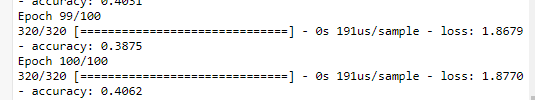 - accuracy: 0.4031
Epoch 99/100
320/320 [==============================] - 0s 191us/sample - loss: 1.8679
- accuracy: 0.3875
Epoch 100/100
320/320 [==============================] - 0s 191us/sample - loss: 1.8770
- accuracy: 0.4062